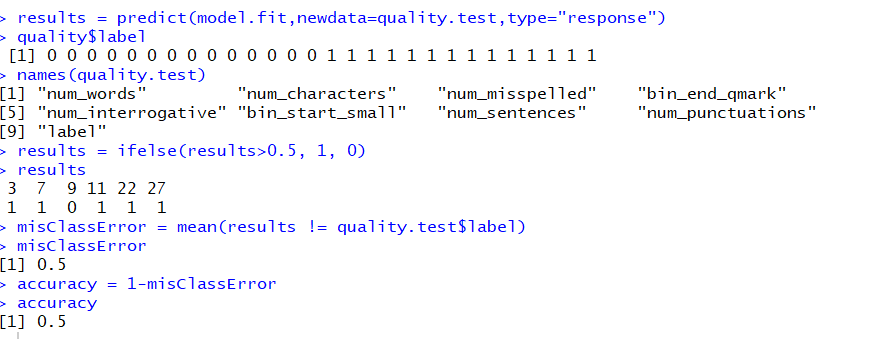 > results = predict(model.fit,newdata=quality.test,type="response")
> quality$label
[1] 0 0 0 0 0 0 0 0 0 0 0 0 0 0 1 1 1 1 1 1 1 1 1 1 1 1 1 1
> names(quality.test)
[1] "num_words" "num_characters" "num_misspelled" "bin_end_qmark"
[5] "num_interrogative" "bin_start_small" "num_sentences" "num_punctuations"
[9] "label"
> results = ifelse(results>0.5, 1, 0)
> results
3 7 9 11 22 27
1 1 0 1 1 1
> misClassError = mean(results != quality.test$label)
> misClassError
[1] 0.5
> accuracy = 1-misClassError
> accuracy
[1] 0.5